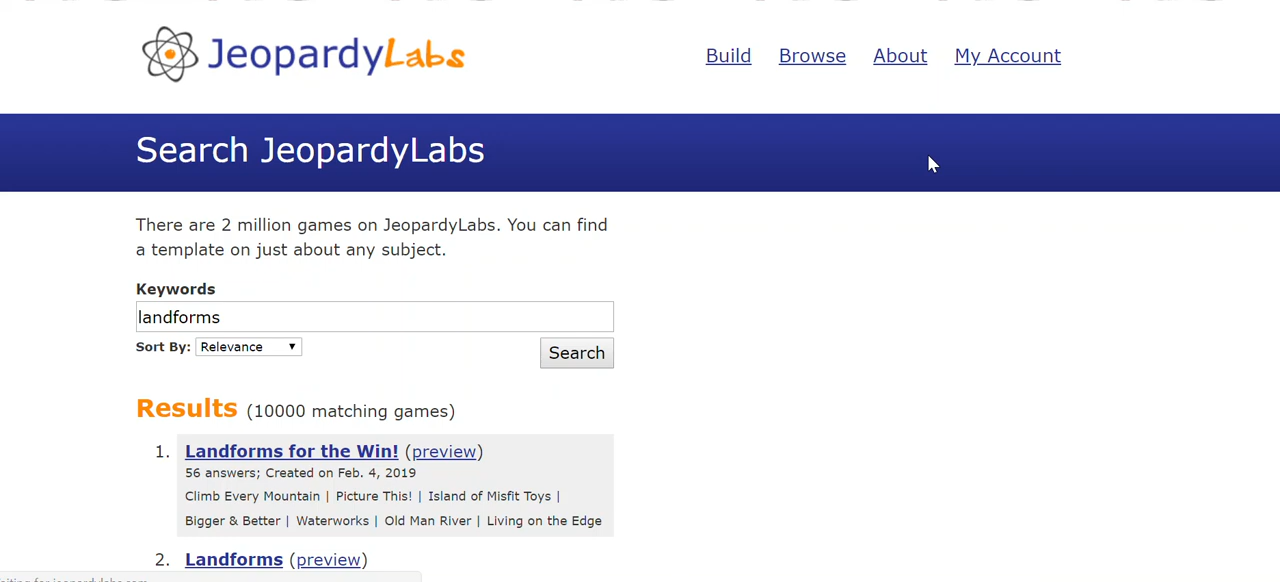 JeopardyLabs
Build Browse About My Account
Search JeopardyLabs
There are 2 million games on JeopardyLabs. You can find
a template on just about any subject.
Keywords
landforms
Sort By: Relevance ▼ Search
Results (10000 matching games)
1. Landforms for the Win! (preview)
56 answers; Created on Feb. 4, 2019
Climb Every Mountain | Picture This! | Island of Misfit Toys |
Bigger & Better | Waterworks | Old Man River | Living on the Edge
2. Landforms (preview)